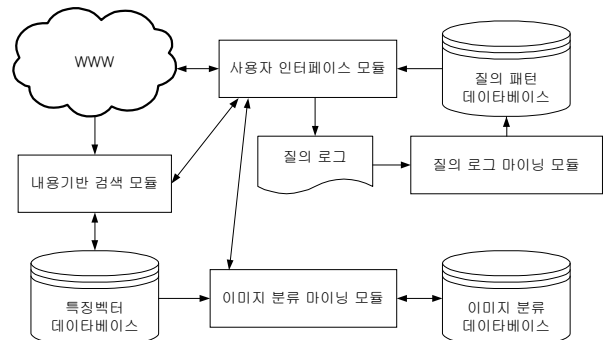 WWW
사용자 인터페이스 모듈
질의 패턴
데이타베이스
질의 로그
질의 로그 마이닝 모듈
내용기반 검색 모듈
특징벡터
데이타베이스
이미지 분류 마이닝 모듈
이미지 분류
데이타베이스